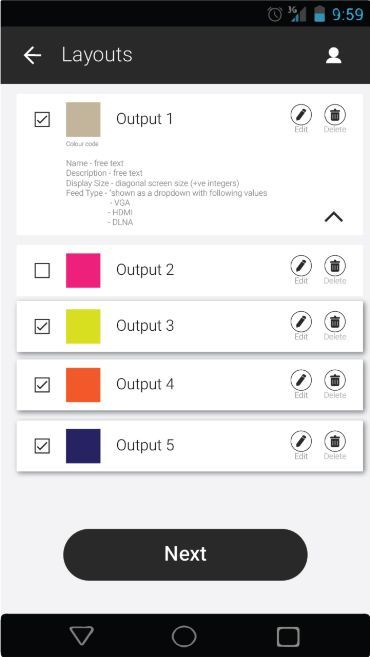 3G
9:59
Layouts
Output 1
Edit Delete
Colour code
Name - free text
Description - free text
Display Size - diagonal screen size (+ve integers)
Feed Type - "shown as a dropdown with following values
- VGA
- HDMI
- DLNA
Output 2
Edit Delete
Output 3
Edit Delete
Output 4
Edit Delete
Output 5
Edit Delete
Next